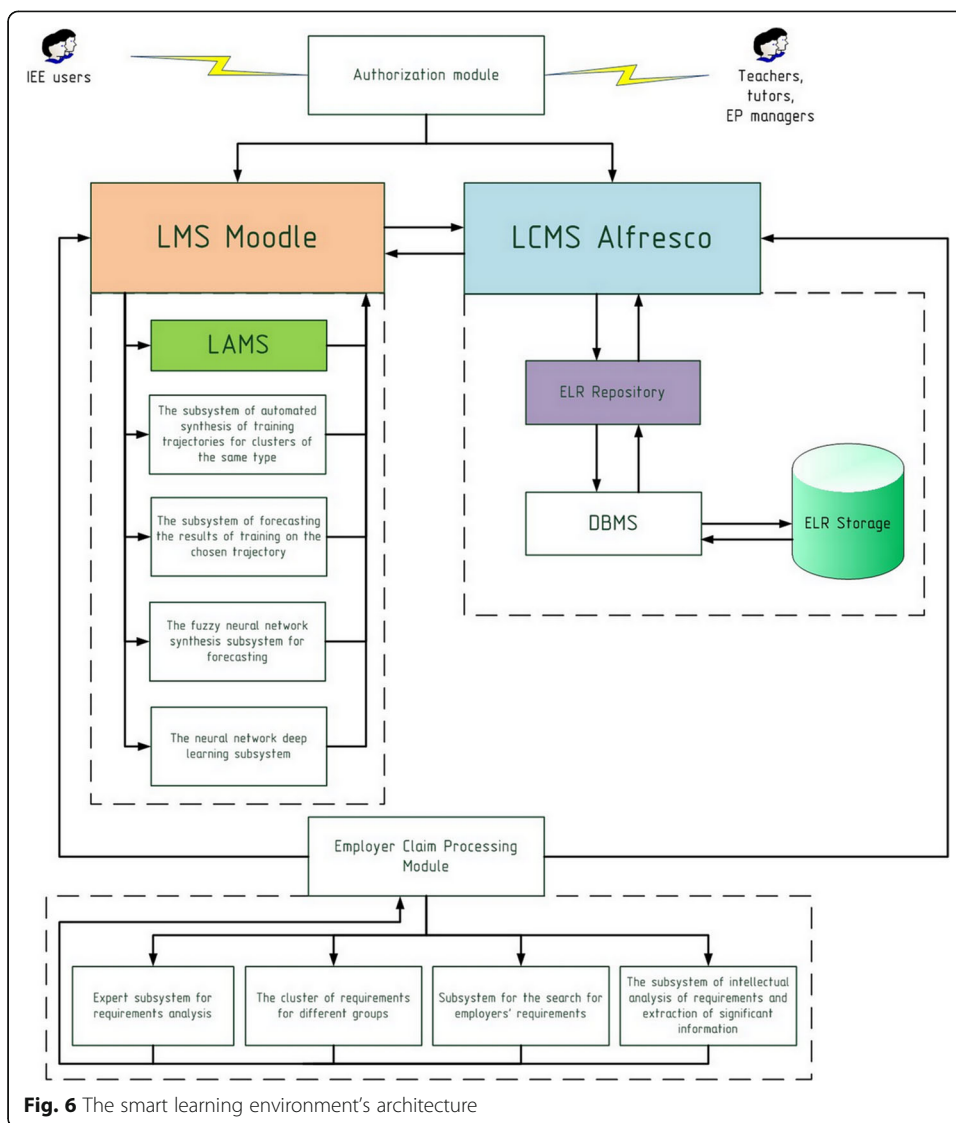 IEE users
Authorization module
Teachers,
tutors,
EP managers
LMS Moodle
LCMS Alfresco
LAMS
The subsystem of automated
synthesis of training
trajectories for clusters of
the same type
The subsystem of forecasting
the results of training on the
chosen trajectory
The fuzzy neural network
synthesis subsystem for
forecasting
The neural network deep
learning subsystem
ELR Repository
DBMS
ELR Storage
Employer Claim Processing
Module
Expert subsystem for
requirements analysis
The cluster of requirements
for different groups
Subsystem for the search for
employers' requirements
The subsystem of intellectual
analysis of requirements and
extraction of significant
information
Fig. 6 The smart learning environment's architecture